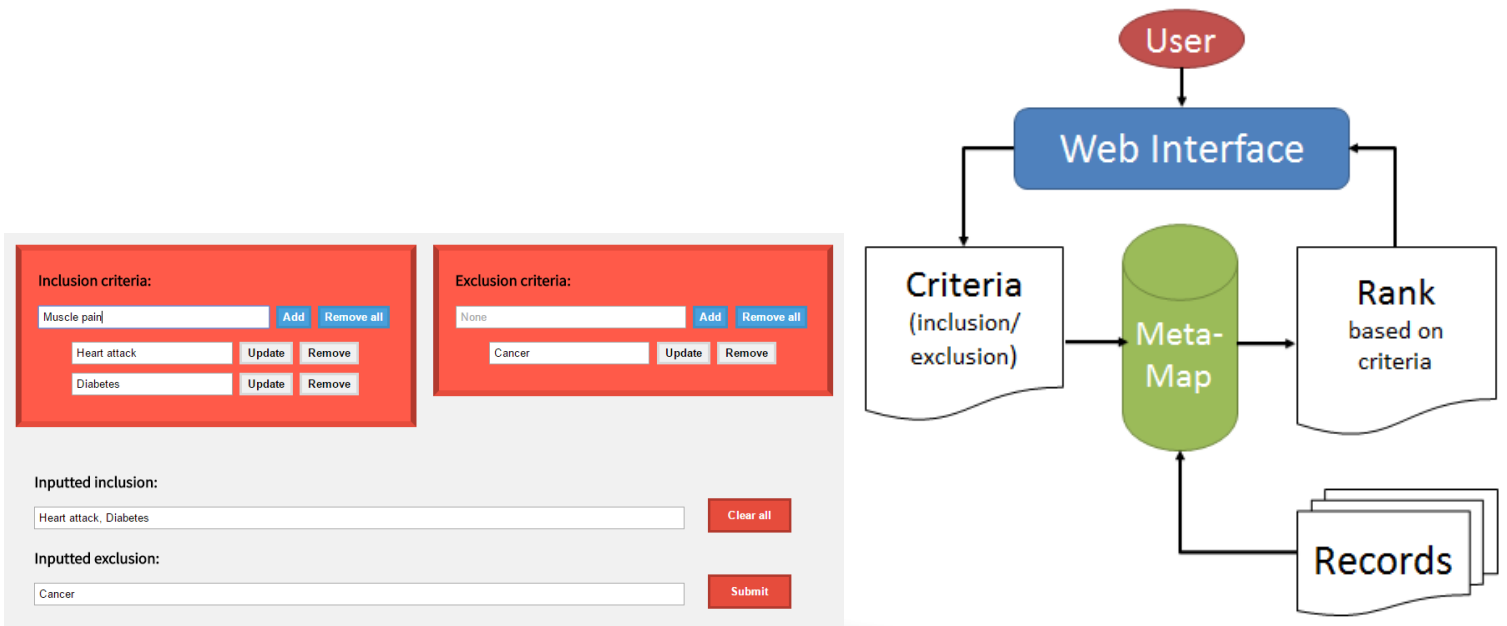 Inclusion criteria:
Muscle pain Add Remove all
Heart attack Update Remove
Diabetes Update Remove
Exclusion criteria:
None Add Remove all
Cancer Update Remove
Inputted inclusion:
Heart attack, Diabetes Clear all
Inputted exclusion:
Cancer Submit
User
Web Interface
Criteria
(inclusion/
exclusion)
Meta-
Map
Rank
based on
criteria
Records